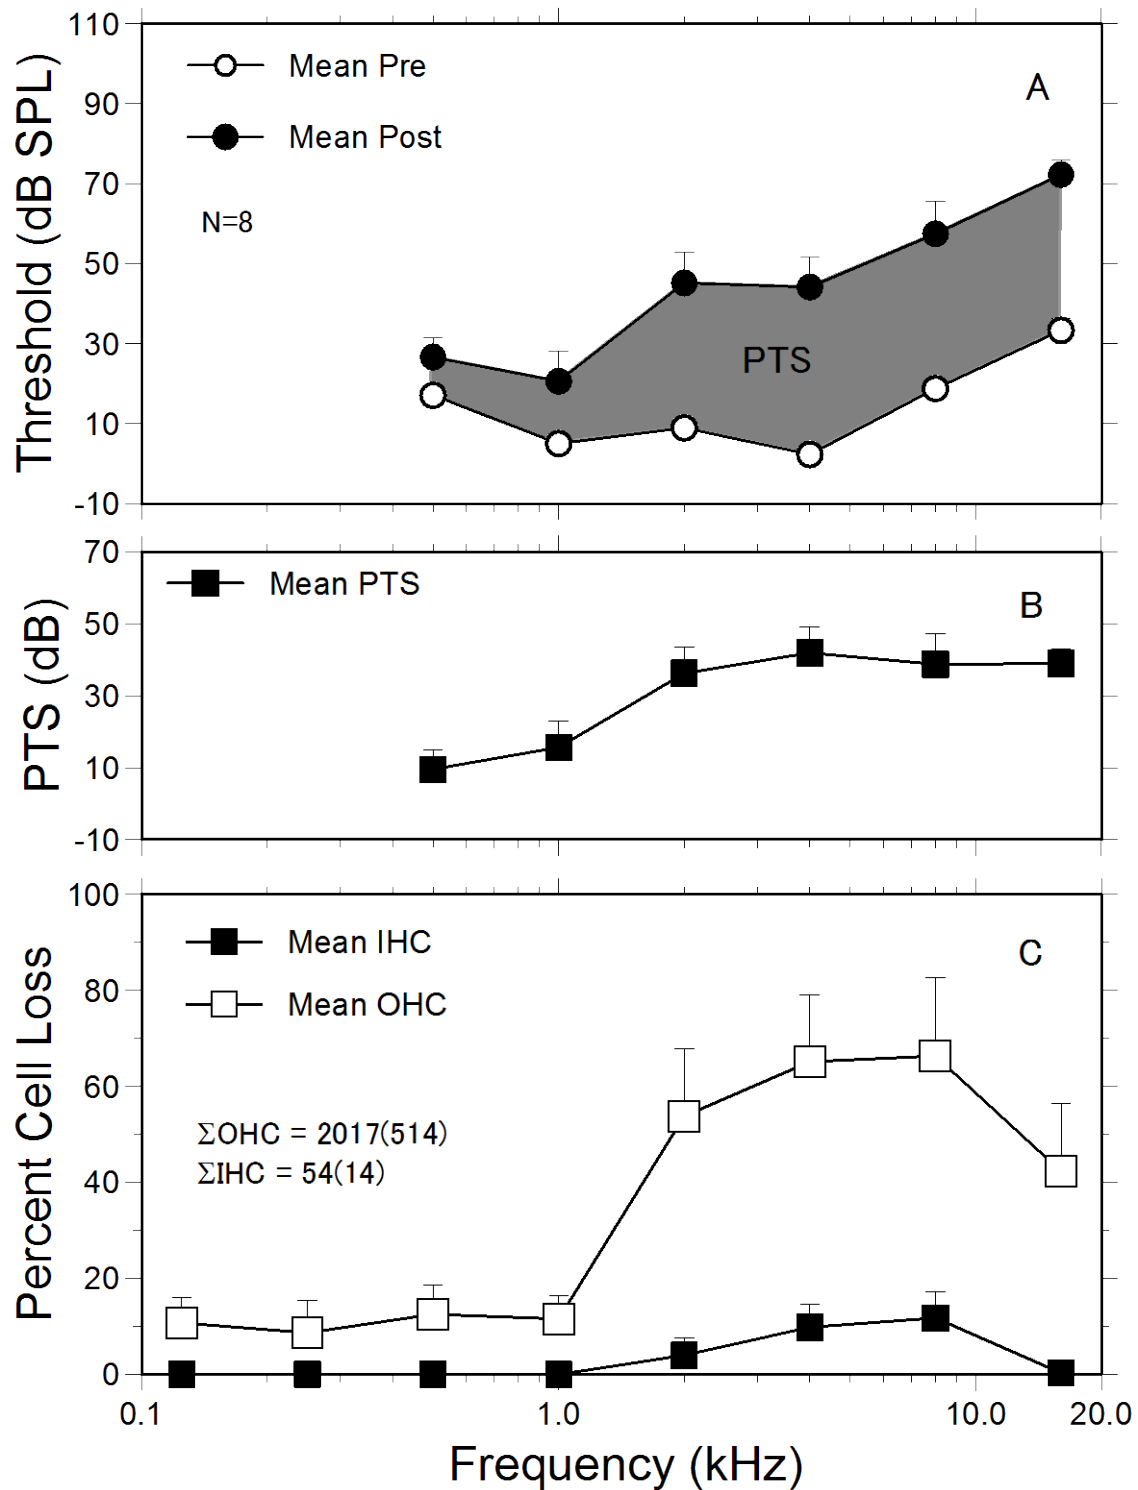 110
90
70
50
30
10
-10
Threshold (dB SPL)
Mean Pre
Mean Post
N=8
A
PTS
70
50
30
10
-10
PTS (dB)
Mean PTS
B
100
80
60
40
20
0
Percent Cell Loss
Mean IHC
Mean OHC
C
ΣOHC = 2017(514)
ΣIHC = 54(14)
0.1 1.0 10.0 20.0
Frequency (kHz)